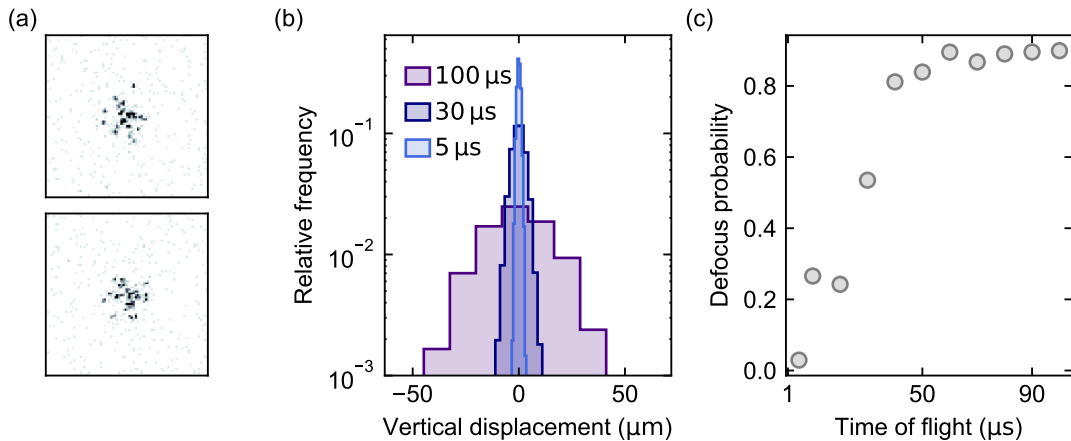 (a)
(b)
(c)
100 μs
30 μs
5 μs
10⁻¹
10⁻²
10⁻³
Relative frequency
−50
0
50
Vertical displacement (μm)
0.8
0.6
0.4
0.2
0.0
Defocus probability
1
50
90
Time of flight (μs)